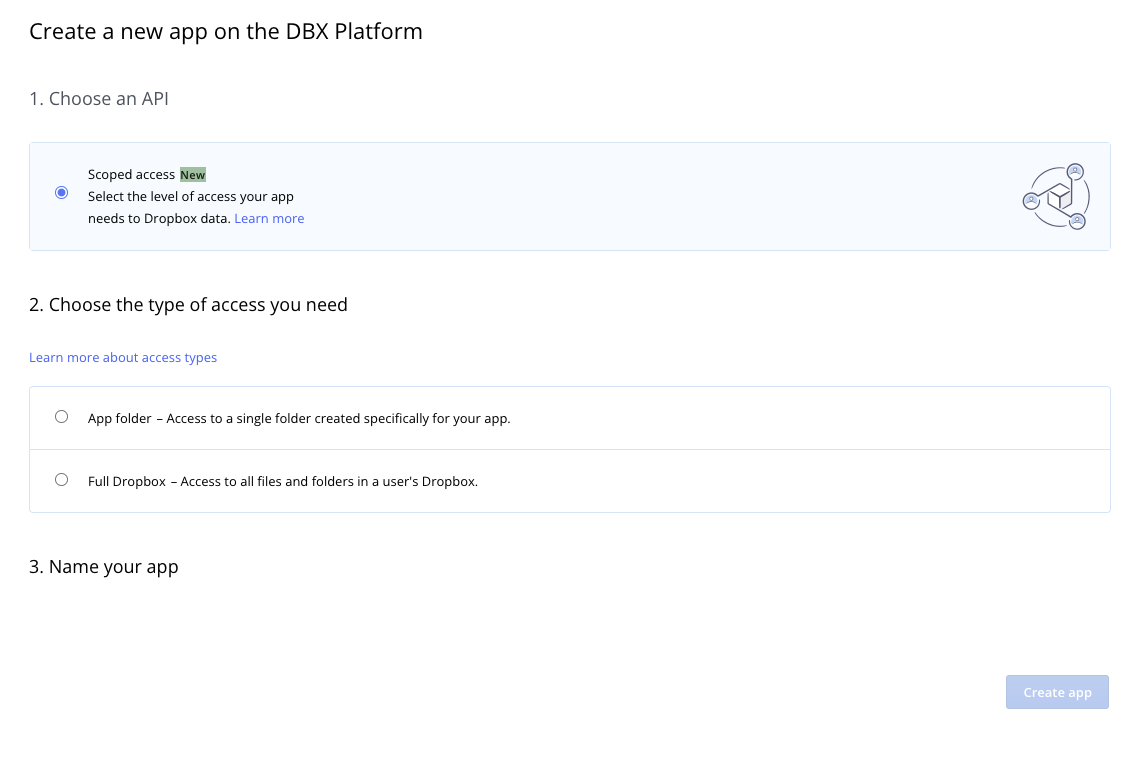 Create a new app on the DBX Platform
1. Choose an API
Scoped access New
Select the level of access your app
needs to Dropbox data. Learn more
2. Choose the type of access you need
Learn more about access types
App folder – Access to a single folder created specifically for your app.
Full Dropbox – Access to all files and folders in a user's Dropbox.
3. Name your app
Create app